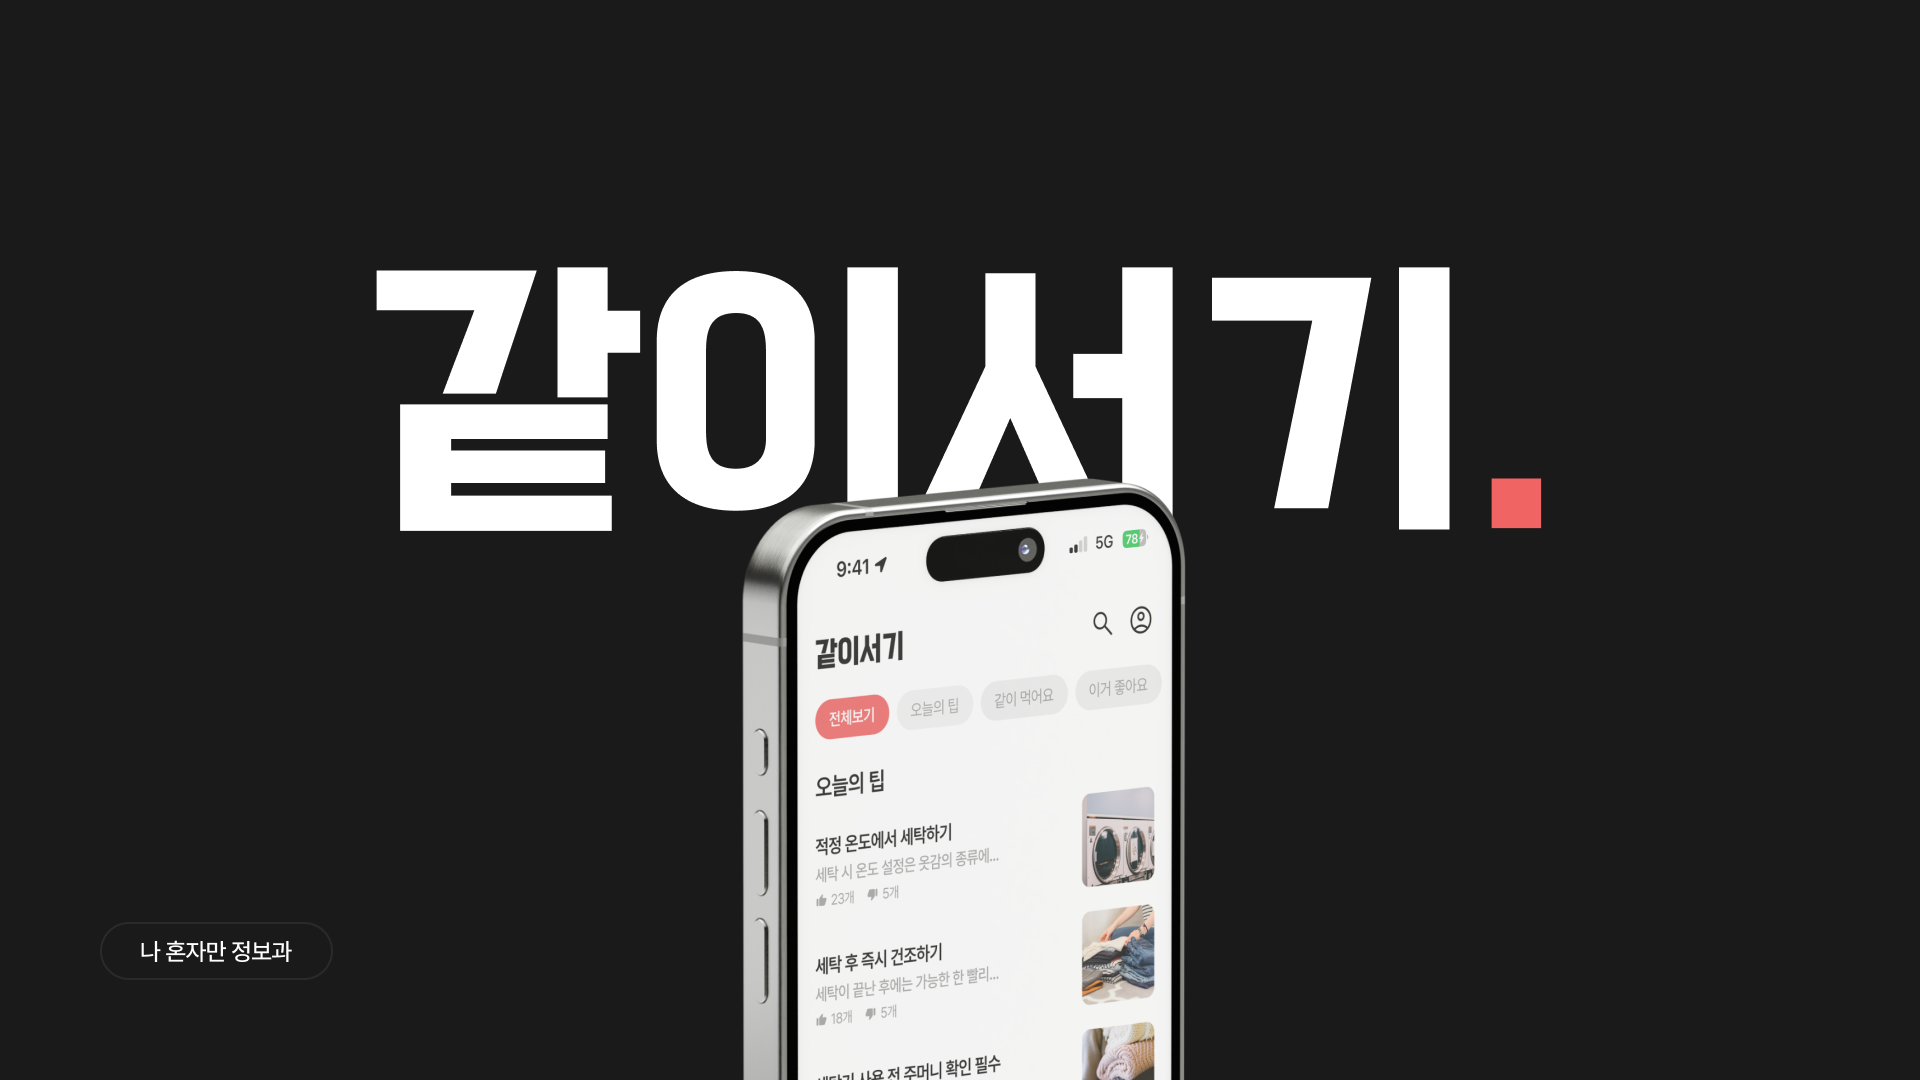 같이서기.
9:41
5G 78
같이서기
전체보기 오늘의 팁 같이 먹어요 이거 좋아요
오늘의 팁
적정 온도에서 세탁하기
세탁 시 온도 설정은 옷감의 종류에...
23개 5개
세탁 후 즉시 건조하기
세탁이 끝난 후에는 가능한 한 빨리...
18개 5개
세탁기 사용 전 주머니 확인 필수
나 혼자만 정보과